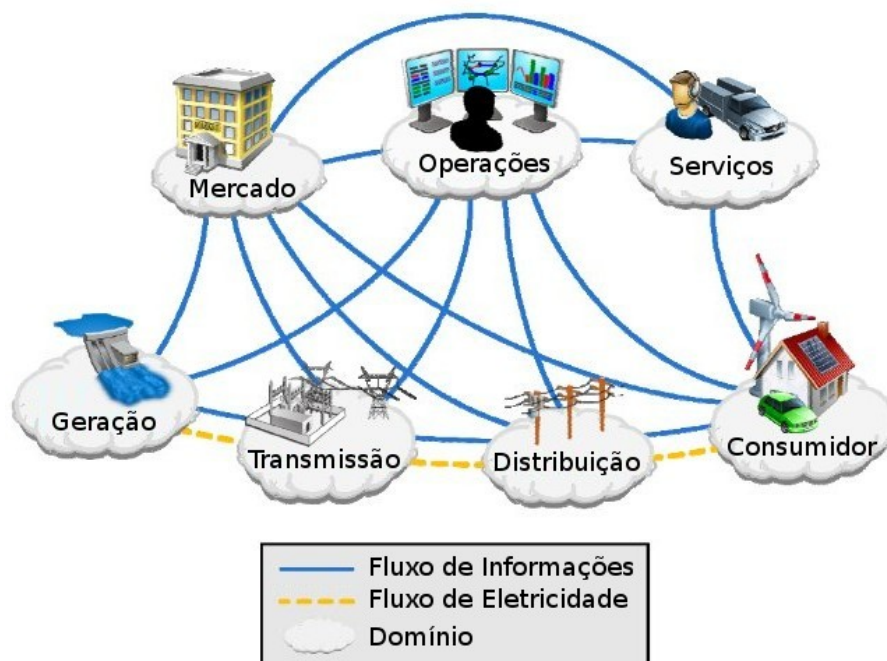 Mercado
Operações
Serviços
Geração
Transmissão
Distribuição
Consumidor
Fluxo de Informações
Fluxo de Eletricidade
Domínio